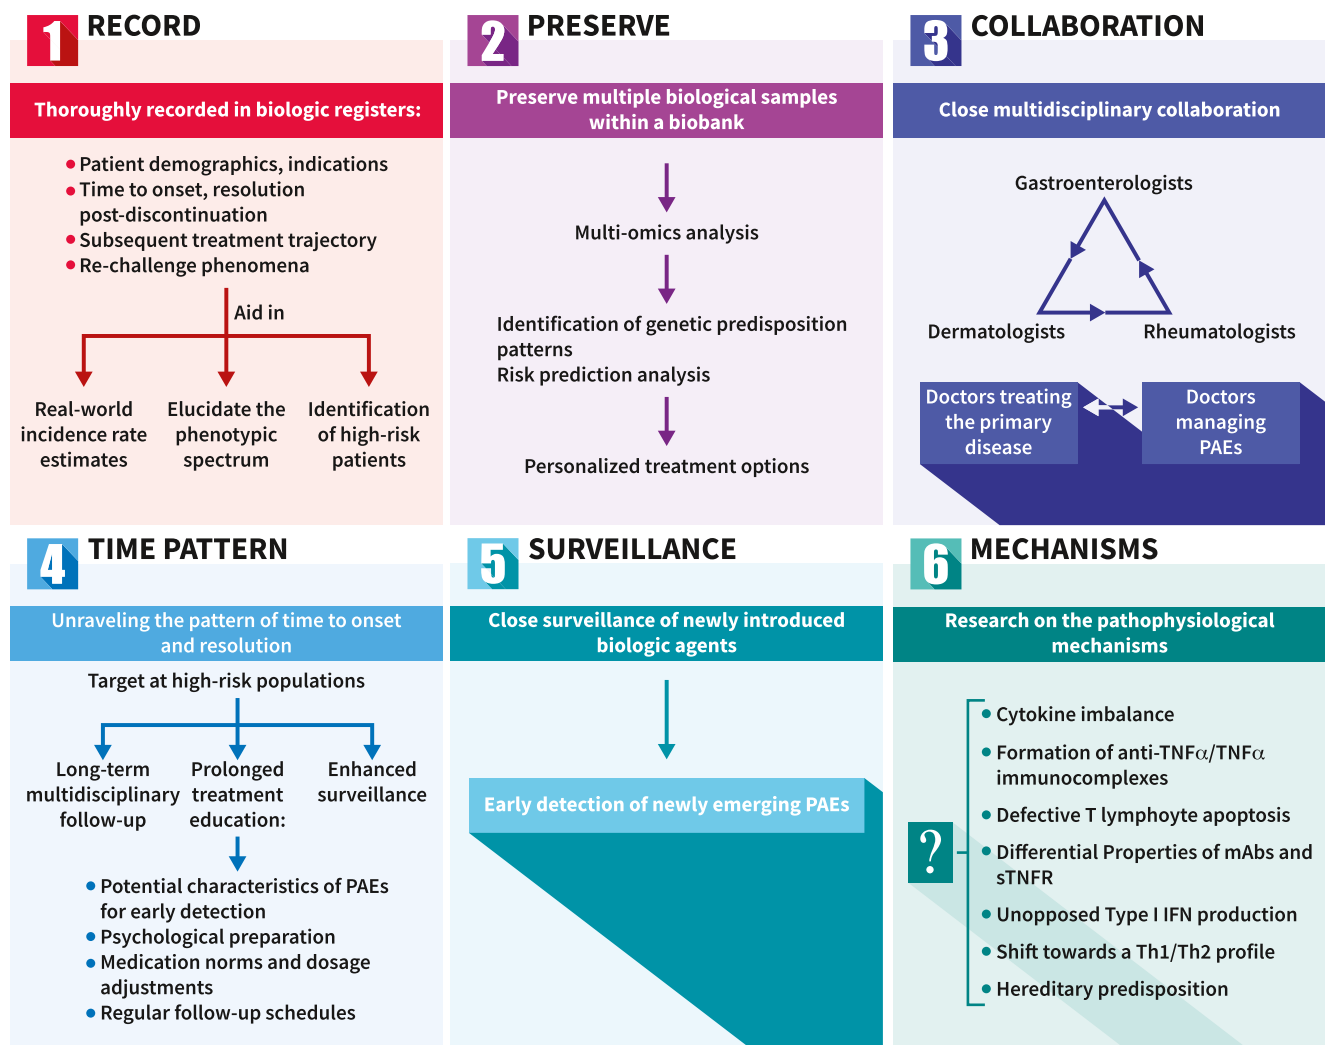 1 RECORD
Thoroughly recorded in biologic registers:
• Patient demographics, indications
• Time to onset, resolution
post-discontinuation
• Subsequent treatment trajectory
• Re-challenge phenomena
Aid in
Real-world
incidence rate
estimates
Elucidate the
phenotypic
spectrum
Identification
of high-risk
patients
2 PRESERVE
Preserve multiple biological samples
within a biobank
Multi-omics analysis
Identification of genetic predisposition
patterns
Risk prediction analysis
Personalized treatment options
3 COLLABORATION
Close multidisciplinary collaboration
Gastroenterologists
Dermatologists
Rheumatologists
Doctors treating
the primary
disease
Doctors
managing
PAEs
4 TIME PATTERN
Unraveling the pattern of time to onset
and resolution
Target at high-risk populations
Long-term
multidisciplinary
follow-up
Prolonged
treatment
education:
Enhanced
surveillance
• Potential characteristics of PAEs
for early detection
• Psychological preparation
• Medication norms and dosage
adjustments
• Regular follow-up schedules
5 SURVEILLANCE
Close surveillance of newly introduced
biologic agents
Early detection of newly emerging PAEs
6 MECHANISMS
Research on the pathophysiological
mechanisms
?
• Cytokine imbalance
• Formation of anti-TNFα/TNFα
immunocomplexes
• Defective T lymphoyte apoptosis
• Differential Properties of mAbs and
sTNFR
• Unopposed Type I IFN production
• Shift towards a Th1/Th2 profile
• Hereditary predisposition